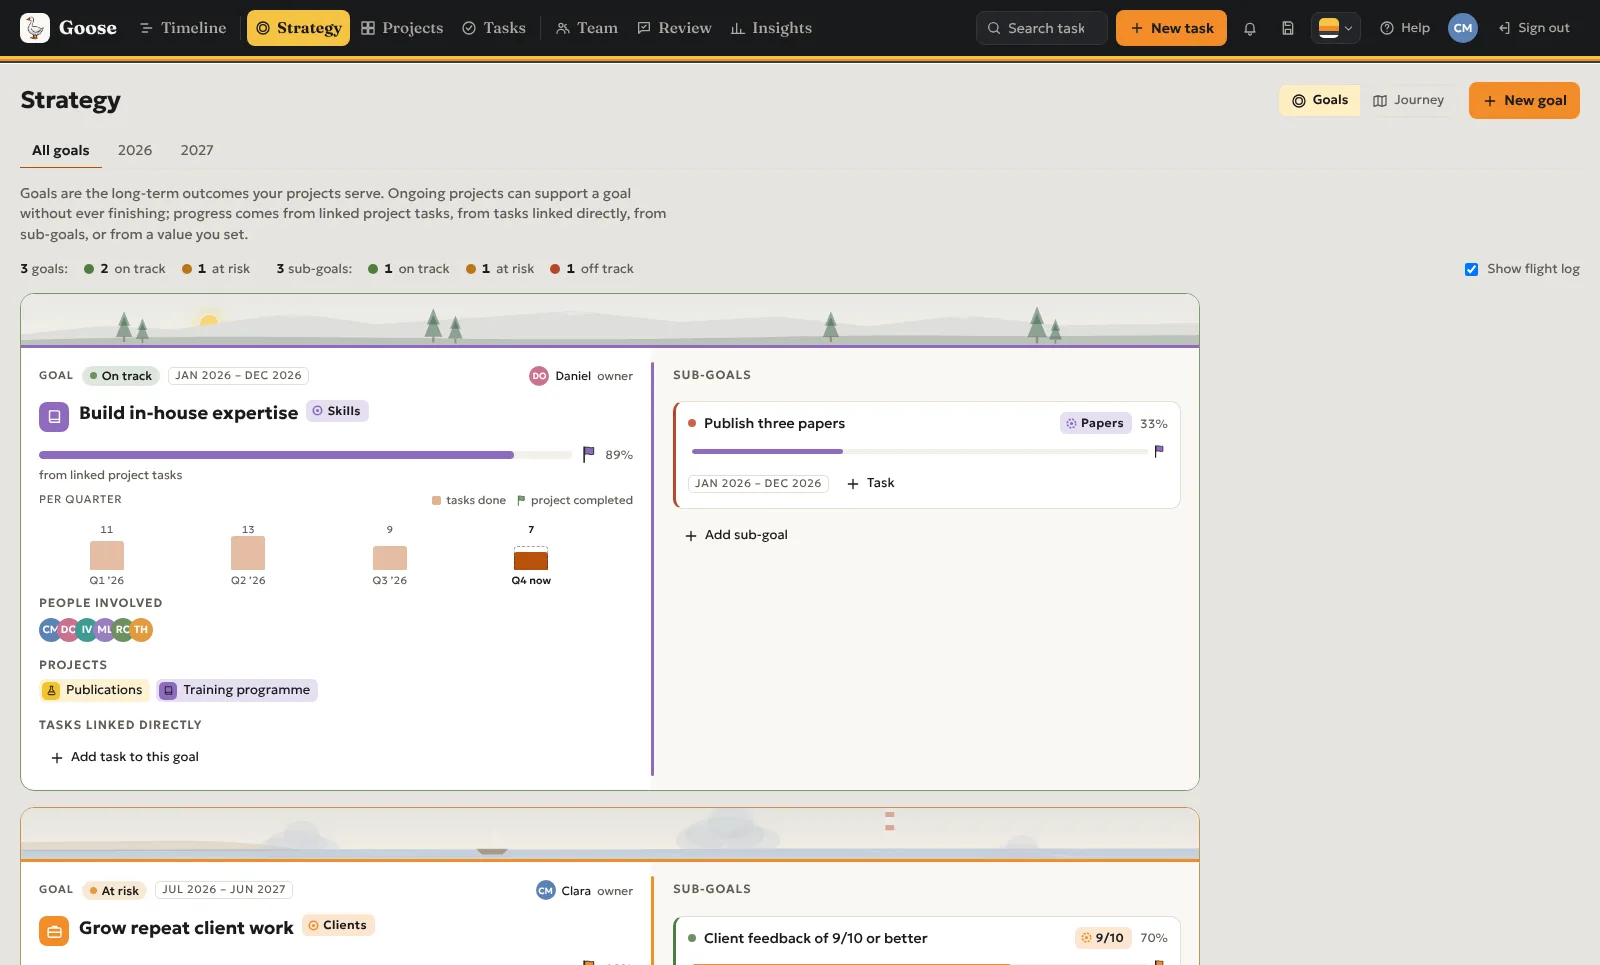 Goose Timeline Strategy Projects Tasks Team Review Insights Search task New task Help CM Sign out
Strategy Goals Journey New goal
All goals 2026 2027
Goals are the long-term outcomes your projects serve. Ongoing projects can support a goal
without ever finishing; progress comes from linked project tasks, from tasks linked directly, from
sub-goals, or from a value you set.
3 goals: 2 on track 1 at risk 3 sub-goals: 1 on track 1 at risk 1 off track Show flight log
GOAL On track JAN 2026 – DEC 2026 DO Daniel owner
Build in-house expertise Skills
89%
from linked project tasks
PER QUARTER tasks done project completed
11 13 9 7
Q1 '26 Q2 '26 Q3 '26 Q4 now
PEOPLE INVOLVED
CM DO IV ML RC TH
PROJECTS
Publications Training programme
TASKS LINKED DIRECTLY
Add task to this goal
SUB-GOALS
Publish three papers Papers 33%
JAN 2026 – DEC 2026 Task
Add sub-goal
GOAL At risk JUL 2026 – JUN 2027 CM Clara owner
Grow repeat client work Clients
SUB-GOALS
Client feedback of 9/10 or better 9/10 70%